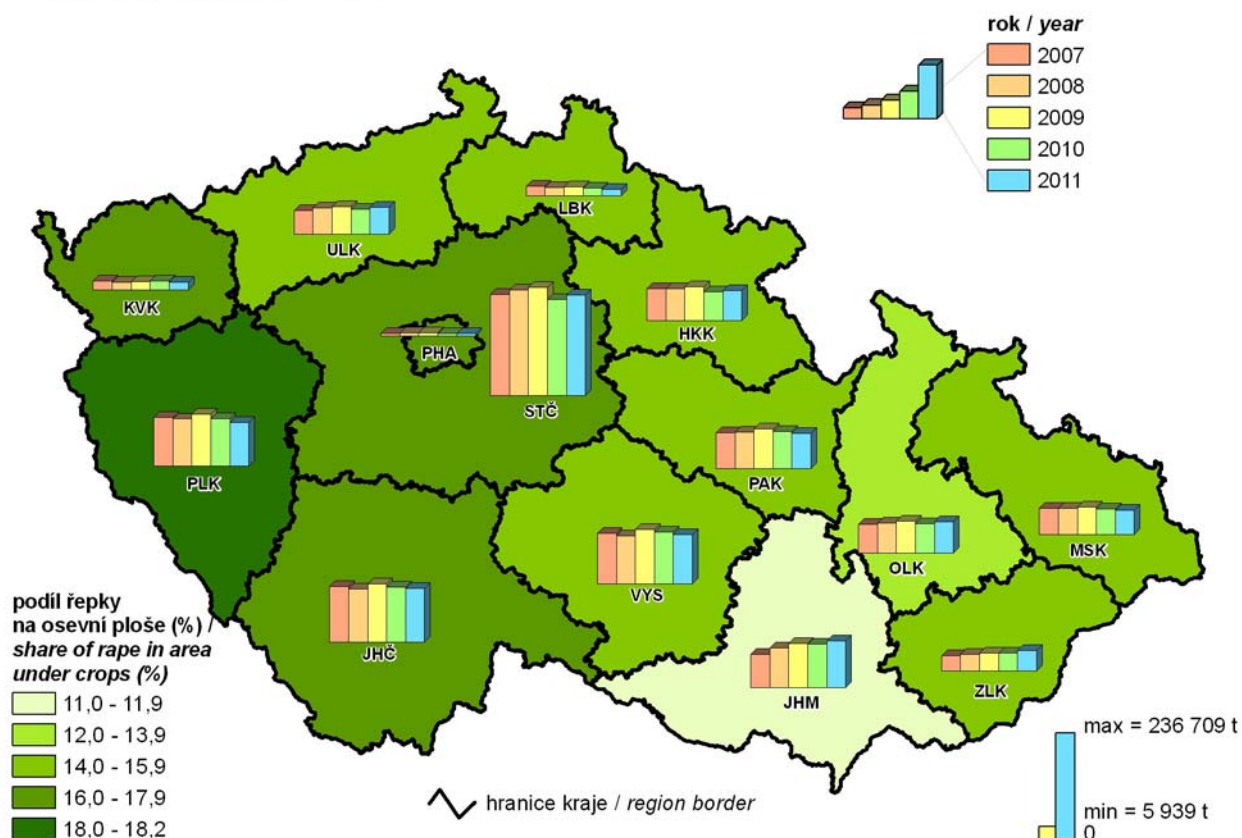 rok / year
2007
2008
2009
2010
2011
LBK
ULK
KVK
HKK
PHA
STČ
PLK
PAK
MSK
OLK
VYS
JHČ
ZLK
JHM
podíl řepky
na osevní ploše (%) /
share of rape in area
under crops (%)
11,0 - 11,9
12,0 - 13,9
14,0 - 15,9
16,0 - 17,9
18,0 - 18,2
hranice kraje / region border
max = 236 709 t
min = 5 939 t
0